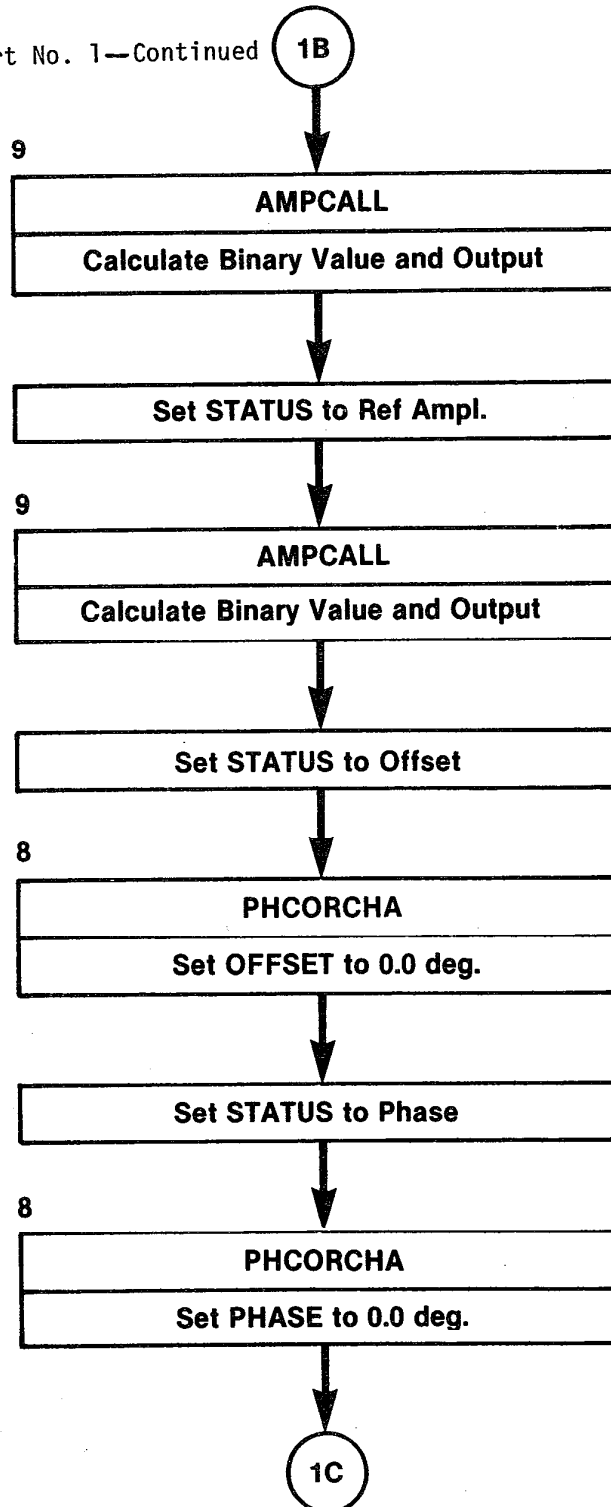 rt No. 1—Continued
1B
9
AMPCALL
Calculate Binary Value and Output
Set STATUS to Ref Ampl.
9
AMPCALL
Calculate Binary Value and Output
Set STATUS to Offset
8
PHCORCHA
Set OFFSET to 0.0 deg.
Set STATUS to Phase
8
PHCORCHA
Set PHASE to 0.0 deg.
1C